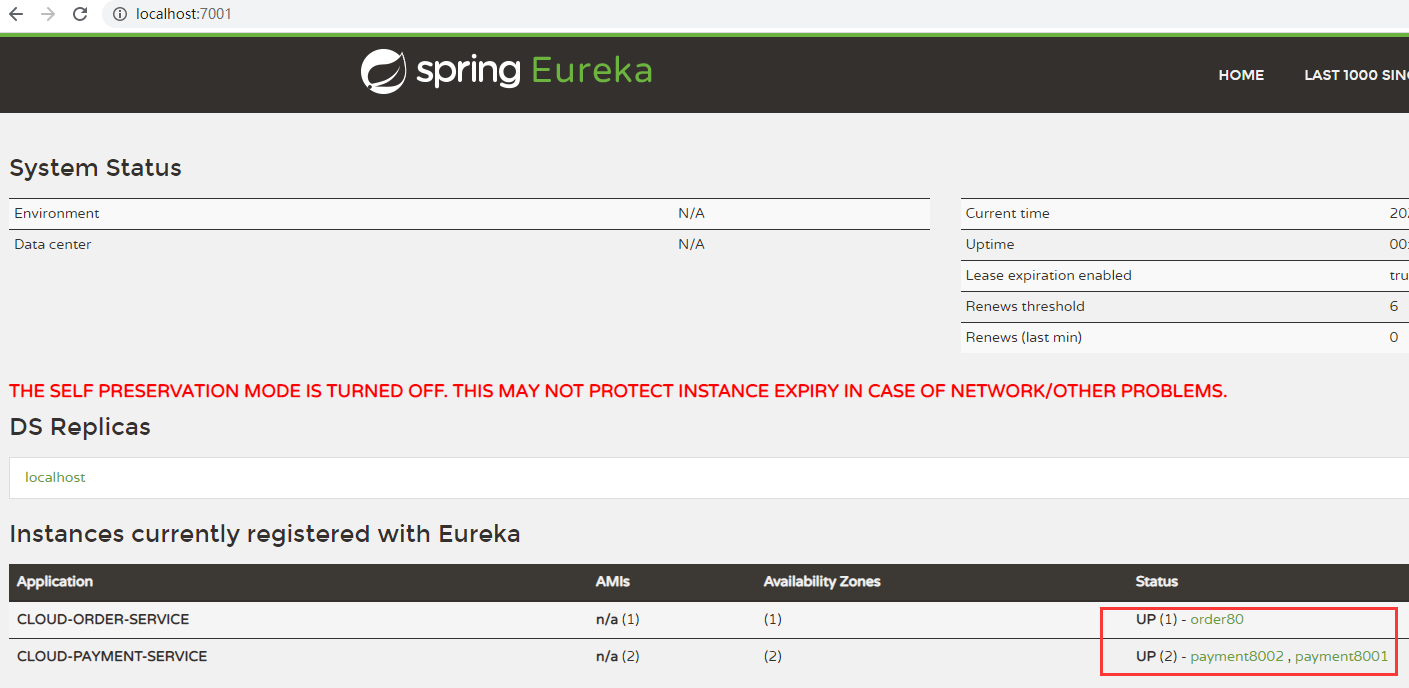 localhost:7001
spring Eureka
HOME LAST 1000 SIN
System Status
Environment N/A
Data center N/A
Current time 20
Uptime 00:
Lease expiration enabled tru
Renews threshold 6
Renews (last min) 0
THE SELF PRESERVATION MODE IS TURNED OFF. THIS MAY NOT PROTECT INSTANCE EXPIRY IN CASE OF NETWORK/OTHER PROBLEMS.
DS Replicas
localhost
Instances currently registered with Eureka
Application AMIs Availability Zones Status
CLOUD-ORDER-SERVICE n/a (1) (1) UP (1) - order80
CLOUD-PAYMENT-SERVICE n/a (2) (2) UP (2) - payment8002 , payment8001